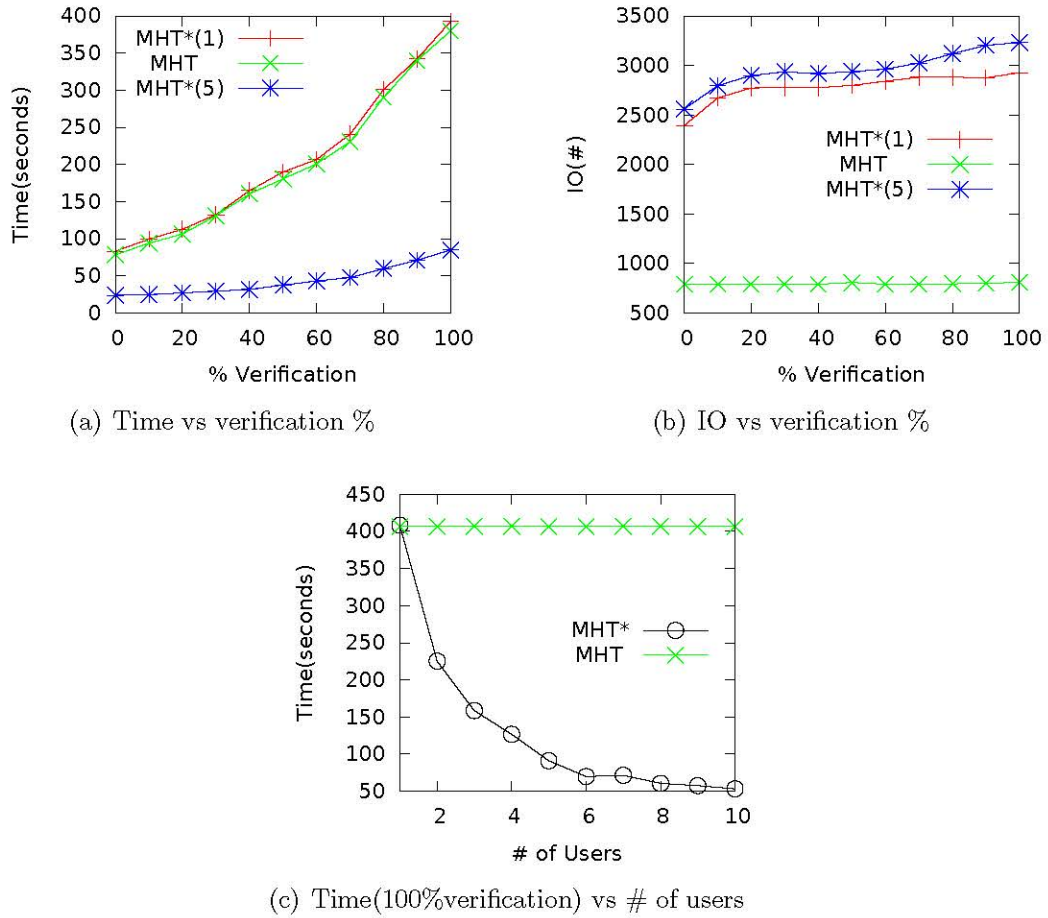 400
350
300
250
200
150
100
50
0
Time(seconds)
MHT*(1)
MHT
MHT*(5)
0 20 40 60 80 100
% Verification
(a) Time vs verification %
3500
3000
2500
2000
1500
1000
500
IO(#)
MHT*(1)
MHT
MHT*(5)
0 20 40 60 80 100
% Verification
(b) IO vs verification %
450
400
350
300
250
200
150
100
50
Time(seconds)
MHT*
MHT
2 4 6 8 10
# of Users
(c) Time(100%verification) vs # of users